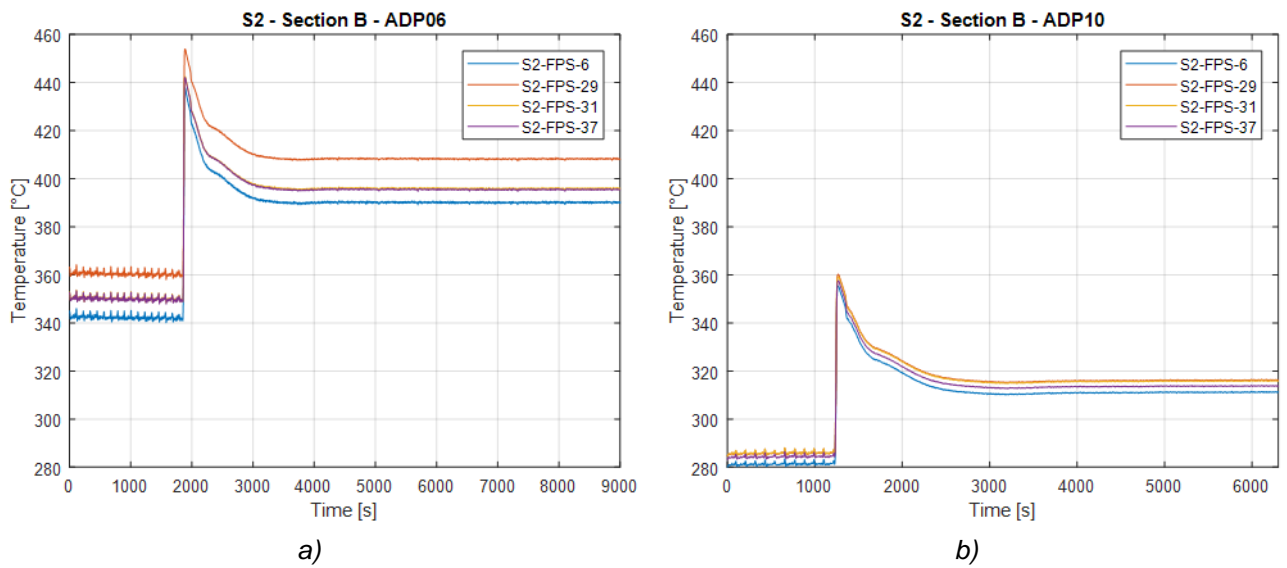 S2 - Section B - ADP06
460
440
420
400
380
360
340
320
300
280
Temperature [°C]
S2-FPS-6
S2-FPS-29
S2-FPS-31
S2-FPS-37
0 1000 2000 3000 4000 5000 6000 7000 8000 9000
Time [s]
a)
S2 - Section B - ADP10
460
440
420
400
380
360
340
320
300
280
Temperature [°C]
S2-FPS-6
S2-FPS-29
S2-FPS-31
S2-FPS-37
0 1000 2000 3000 4000 5000 6000
Time [s]
b)